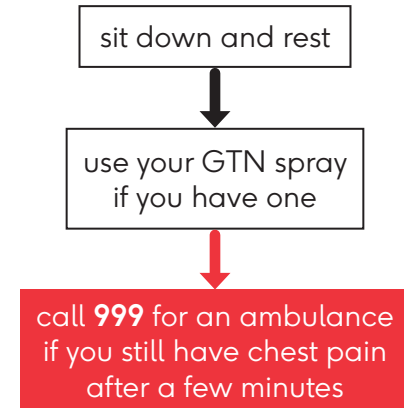 sit down and rest
use your GTN spray
if you have one
call 999 for an ambulance
if you still have chest pain
after a few minutes